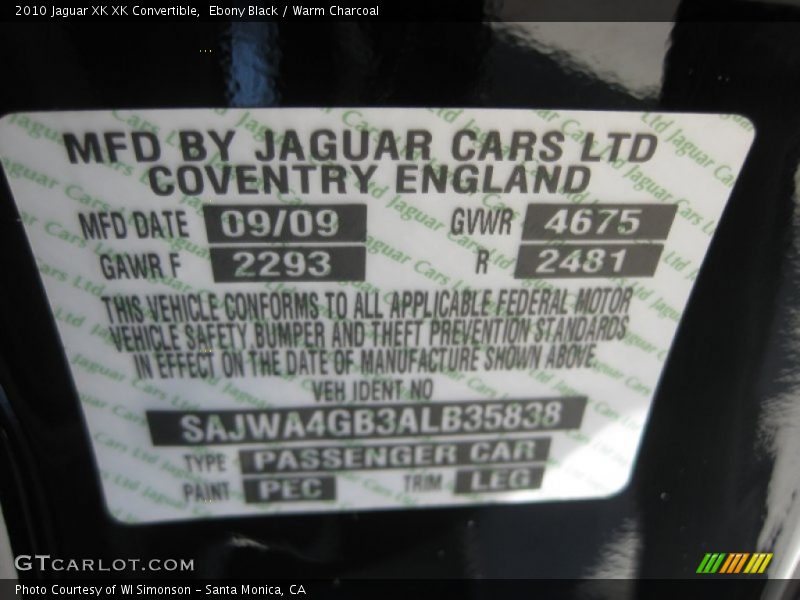 2010 Jaguar XK XK Convertible,  Ebony Black / Warm Charcoal
MFD BY JAGUAR CARS LTD
COVENTRY ENGLAND
MFD DATE 09/09 GVWR 4675
GAWR F 2293 R 2481
THIS VEHICLE CONFORMS TO ALL APPLICABLE FEDERAL MOTOR
VEHICLE SAFETY, BUMPER AND THEFT PREVENTION STANDARDS
IN EFFECT ON THE DATE OF MANUFACTURE SHOWN ABOVE.
VEH IDENT NO
SAJWA4GB3ALB35838
TYPE PASSENGER CAR
PAINT PEC TRIM LEG
GTCARLOT.COM
Photo Courtesy of WI Simonson – Santa Monica, CA